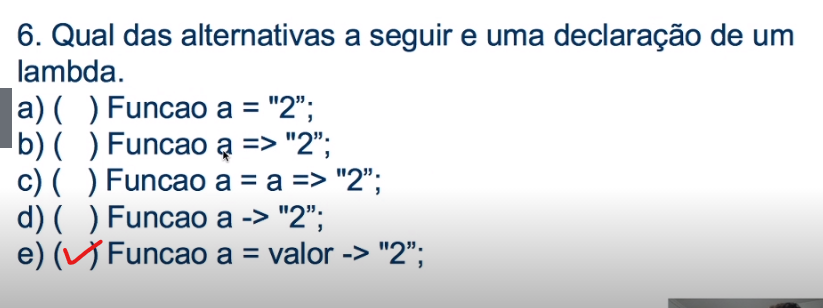 6. Qual das alternativas a seguir e uma declaração de um
lambda.
a) ( ) Funcao a = "2”;
b) ( ) Funcao a => "2”;
c) ( ) Funcao a = a => "2”;
d) ( ) Funcao a -> "2”;
e) (✓) Funcao a = valor -> "2”;